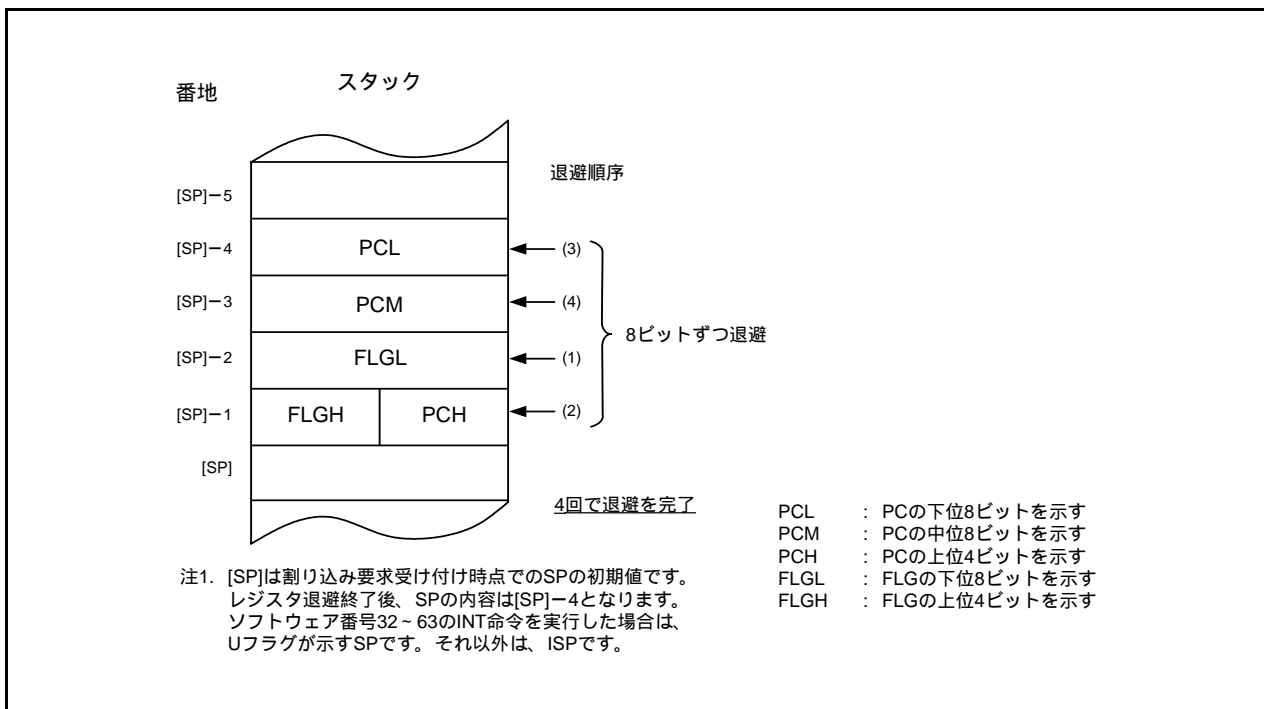 番地
スタック
退避順序
[SP]−5
[SP]−4 PCL (3)
[SP]−3 PCM (4)
8ビットずつ退避
[SP]−2 FLGL (1)
[SP]−1 FLGH PCH (2)
[SP]
4回で退避を完了
PCL : PCの下位8ビットを示す
PCM : PCの中位8ビットを示す
PCH : PCの上位4ビットを示す
FLGL : FLGの下位8ビットを示す
FLGH : FLGの上位4ビットを示す
注1. [SP]は割り込み要求受け付け時点でのSPの初期値です。
レジスタ退避終了後、SPの内容は[SP]−4となります。
ソフトウェア番号32~63のINT命令を実行した場合は、
Uフラグが示すSPです。それ以外は、ISPです。